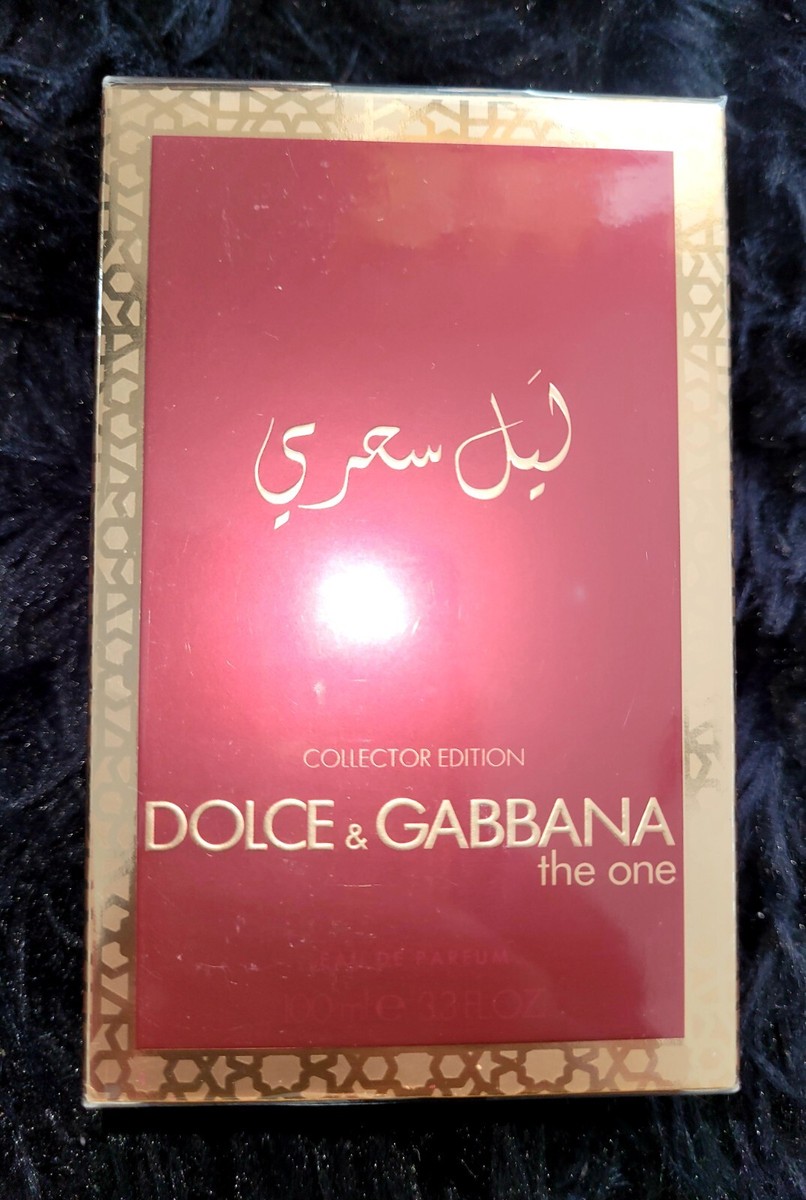 لَيل سحري
COLLECTOR EDITION
DOLCE & GABBANA
the one
EAU DE PARFUM
100ml e 3.3 FL.OZ.